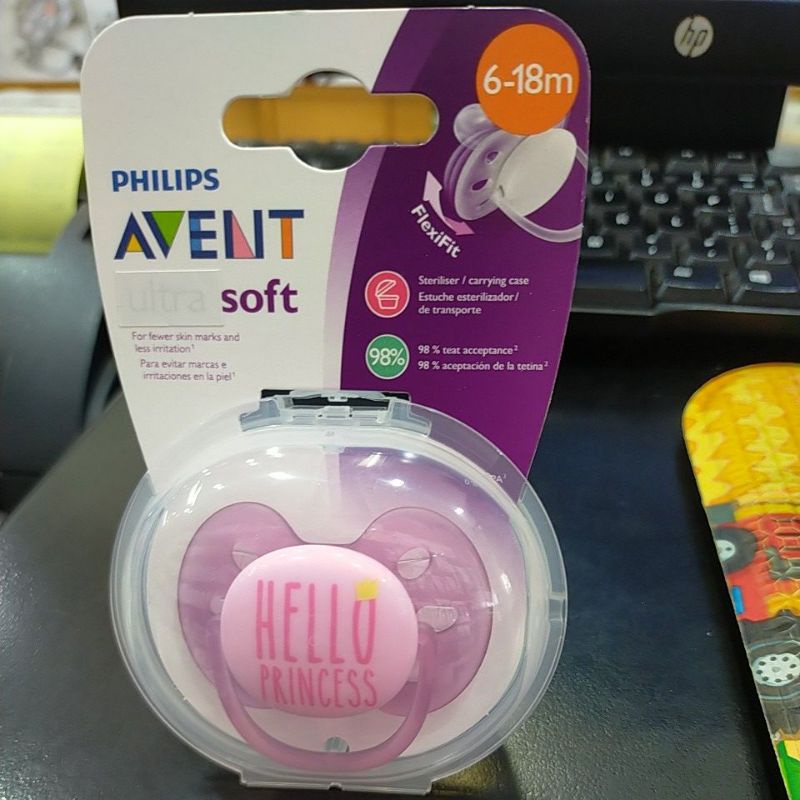 hp
6-18m
PHILIPS
AVENT
ultra soft
For fewer skin marks and
less irritation¹
Para evitar marcas e
irritaciones en la piel¹
FlexiFit
Steriliser / carrying case
Estuche esterilizador/
de transporte
98%
98 % teat acceptance²
98 % aceptación de la tetina²
HELLO
PRINCESS